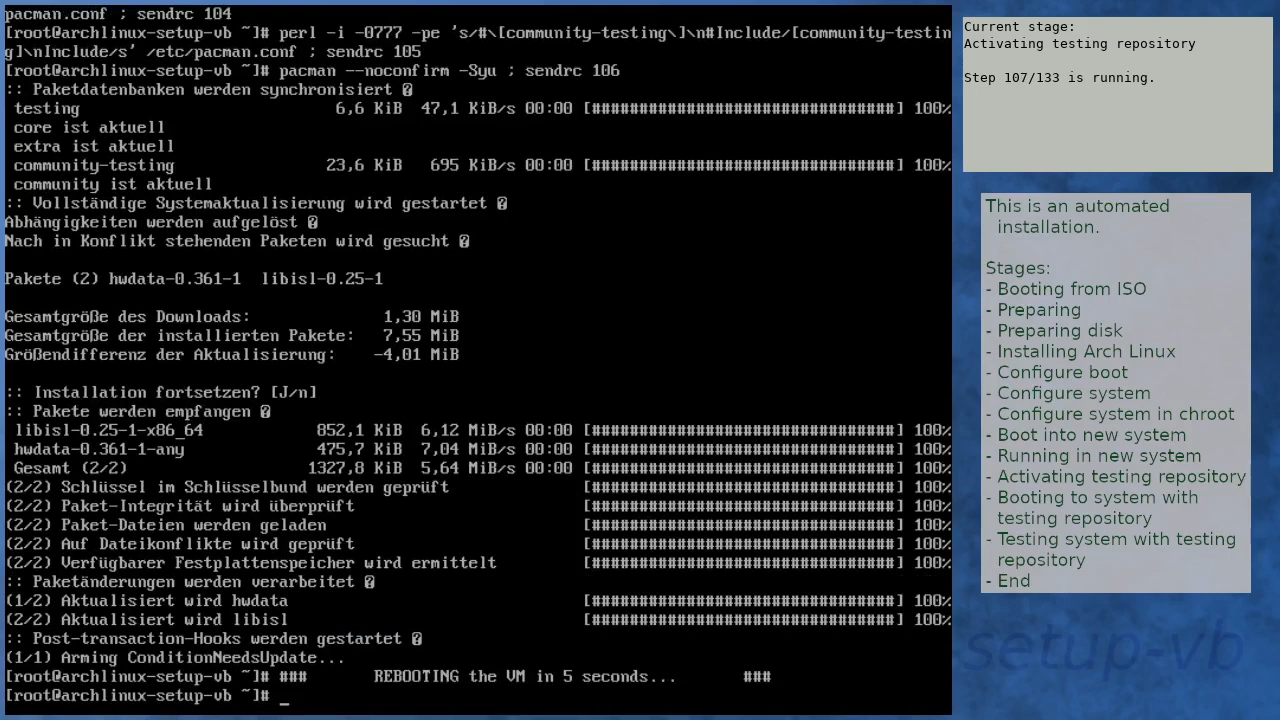 pacman.conf ; sendrc 104
[root@archlinux-setup-vb ~]# perl -i -0777 -pe 's/#\[community-testing\]\n#Include/[community-testin
g]\nInclude/s' /etc/pacman.conf ; sendrc 105
[root@archlinux-setup-vb ~]# pacman --noconfirm -Syu ; sendrc 106
:: Paketdatenbanken werden synchronisiert �
testing 6,6 KiB 47,1 KiB/s 00:00 [################################] 100%
core ist aktuell
extra ist aktuell
community-testing 23,6 KiB 695 KiB/s 00:00 [################################] 100%
community ist aktuell
:: Vollständige Systemaktualisierung wird gestartet �
Abhängigkeiten werden aufgelöst �
Nach in Konflikt stehenden Paketen wird gesucht �
Pakete (2) hwdata-0.361-1 libisl-0.25-1
Gesamtgröße des Downloads: 1,30 MiB
Gesamtgröße der installierten Pakete: 7,55 MiB
Größendifferenz der Aktualisierung: -4,01 MiB
:: Installation fortsetzen? [J/n]
:: Pakete werden empfangen �
libisl-0.25-1-x86_64 852,1 KiB 6,12 MiB/s 00:00 [################################] 100%
hwdata-0.361-1-any 475,7 KiB 7,04 MiB/s 00:00 [################################] 100%
Gesamt (2/2) 1327,8 KiB 5,64 MiB/s 00:00 [################################] 100%
(2/2) Schlüssel im Schlüsselbund werden geprüft [################################] 100%
(2/2) Paket-Integrität wird überprüft [################################] 100%
(2/2) Paket-Dateien werden geladen [################################] 100%
(2/2) Auf Dateikonflikte wird geprüft [################################] 100%
(2/2) Verfügbarer Festplattenspeicher wird ermittelt [################################] 100%
:: Paketänderungen werden verarbeitet �
(1/2) Aktualisiert wird hwdata [################################] 100%
(2/2) Aktualisiert wird libisl [################################] 100%
:: Post-transaction-Hooks werden gestartet �
(1/1) Arming ConditionNeedsUpdate...
[root@archlinux-setup-vb ~]# ### REBOOTING the VM in 5 seconds... ###
[root@archlinux-setup-vb ~]# _
Current stage:
Activating testing repository
Step 107/133 is running.
This is an automated
installation.
Stages:
- Booting from ISO
- Preparing
- Preparing disk
- Installing Arch Linux
- Configure boot
- Configure system
- Configure system in chroot
- Boot into new system
- Running in new system
- Activating testing repository
- Booting to system with
testing repository
- Testing system with testing
repository
- End
setup-vb